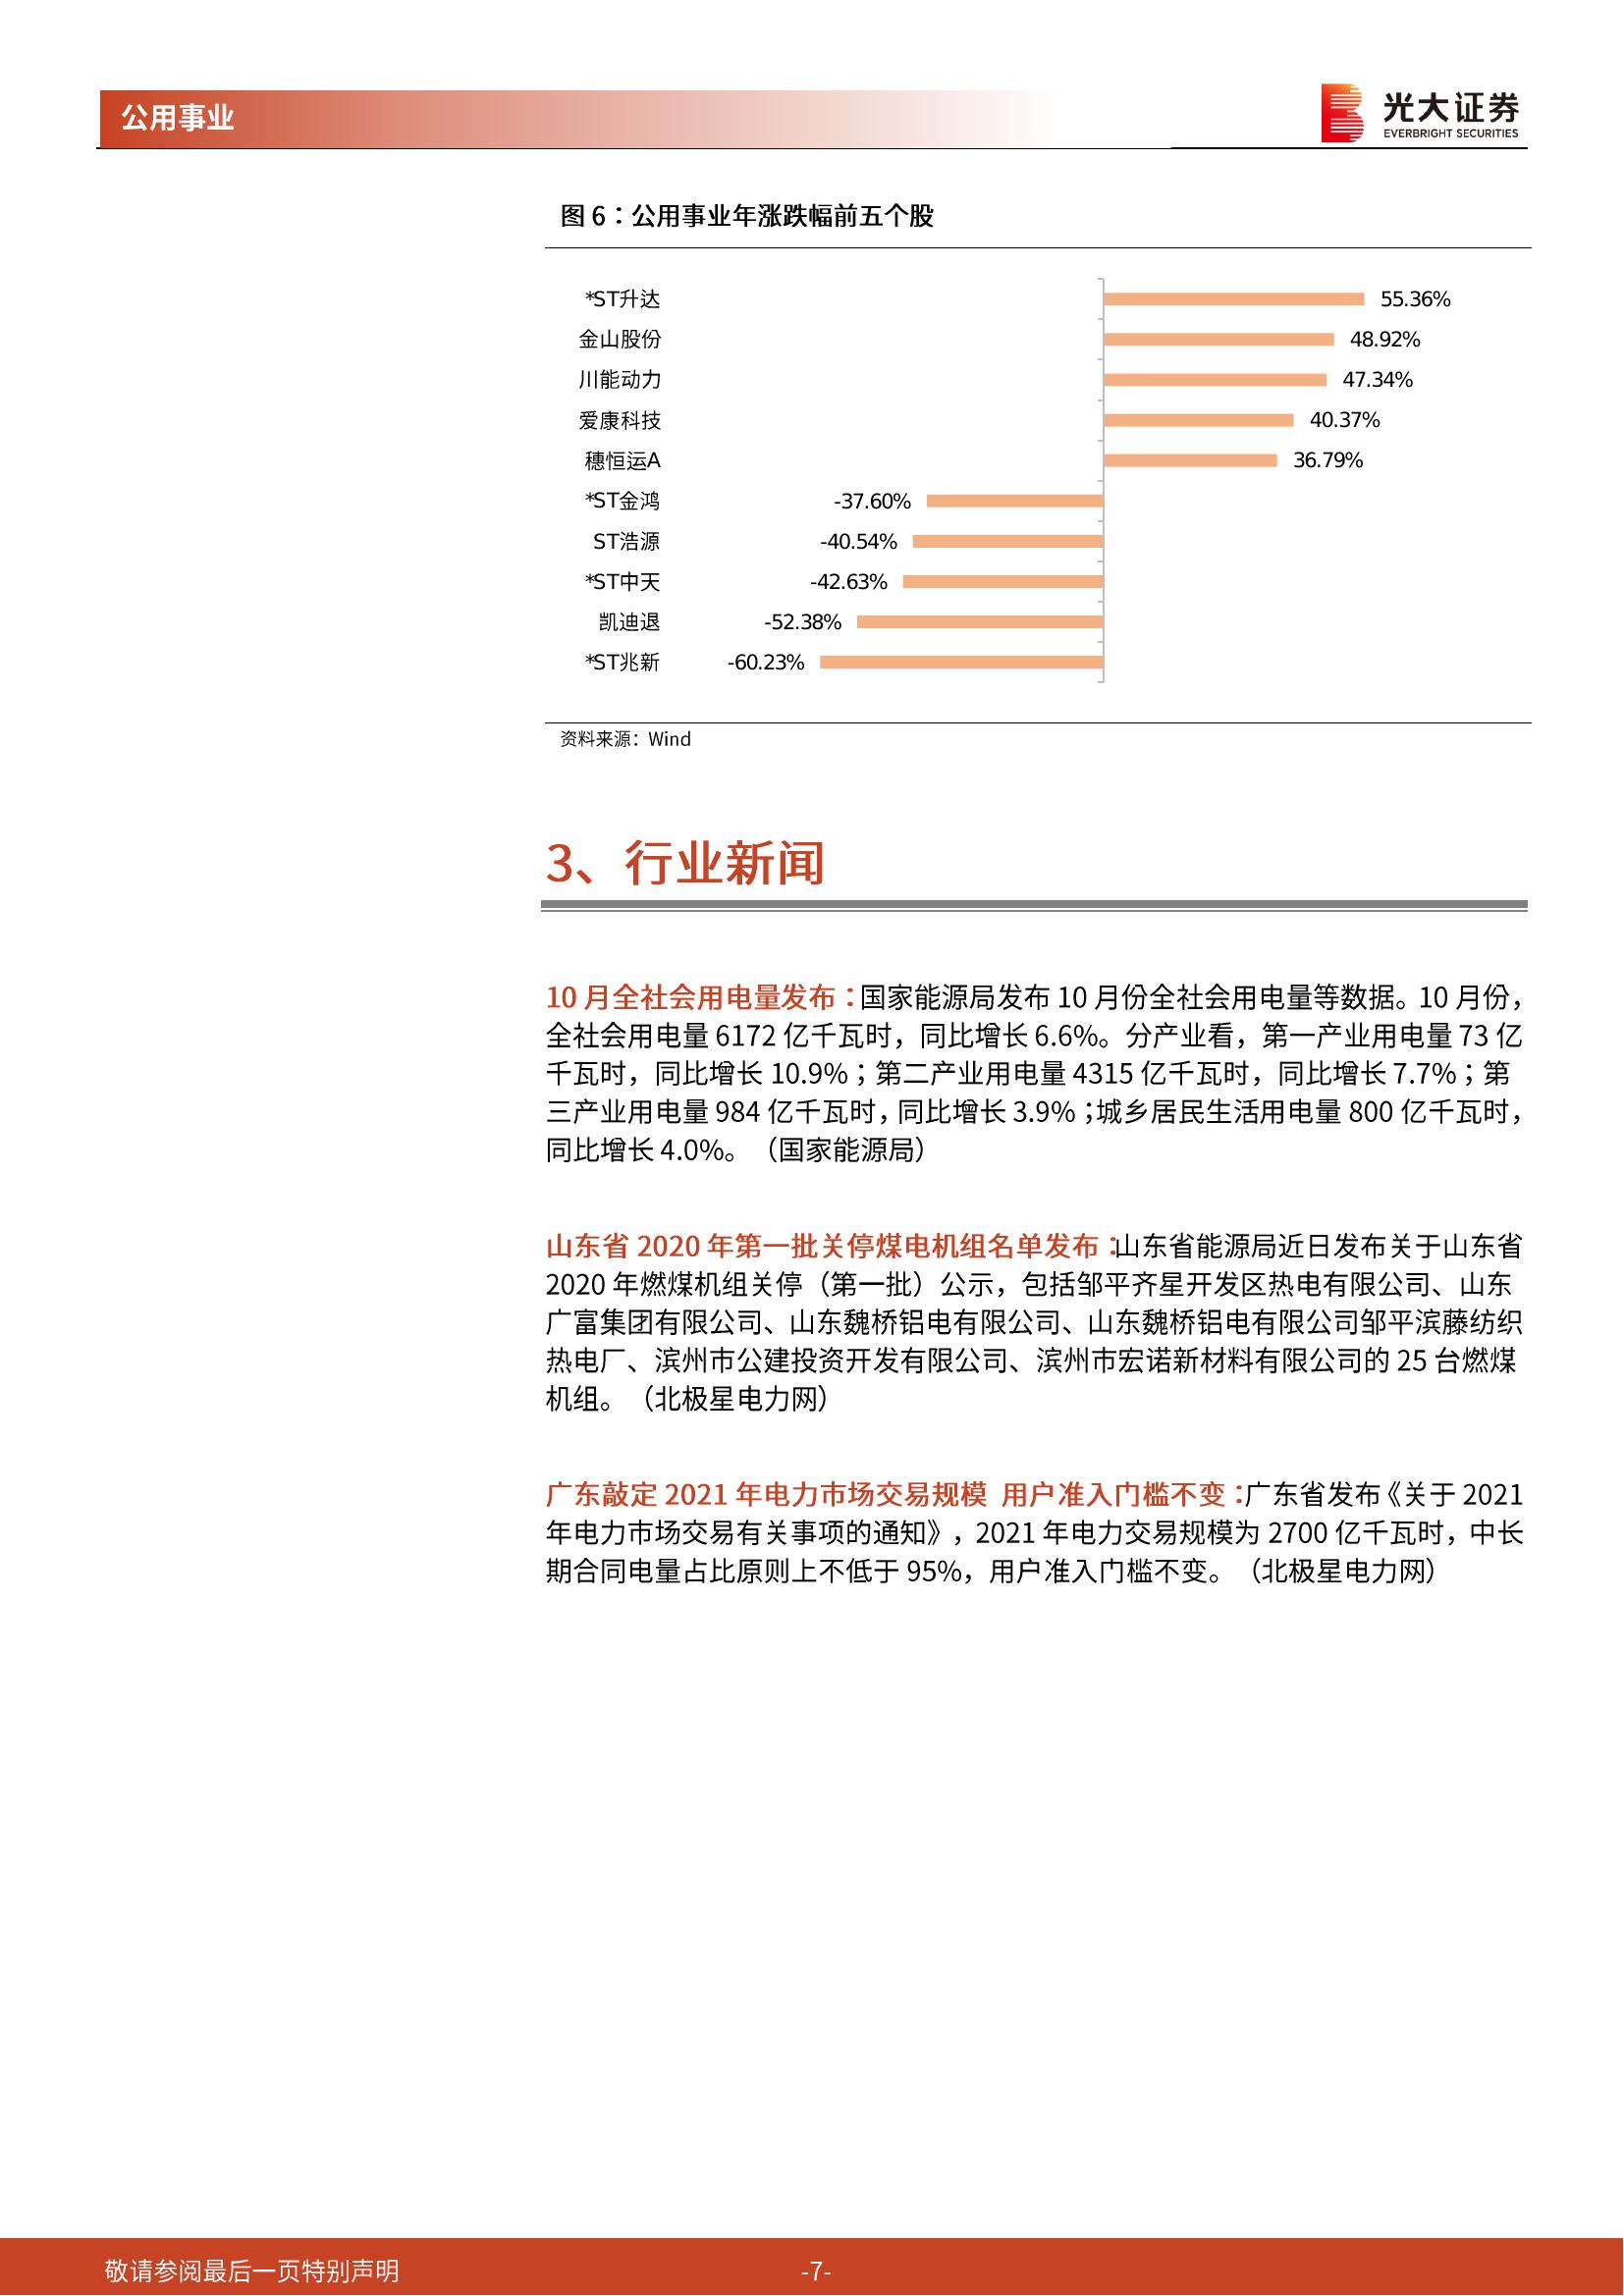 公用事业
光大证券
EVERBRIGHT SECURITIES
图 6：公用事业年涨跌幅前五个股
*ST升达 55.36%
金山股份 48.92%
川能动力 47.34%
爱康科技 40.37%
穗恒运A 36.79%
*ST金鸿 -37.60%
ST浩源 -40.54%
*ST中天 -42.63%
凯迪退 -52.38%
*ST兆新 -60.23%
资料来源：Wind
3、行业新闻
10 月全社会用电量发布：国家能源局发布 10 月份全社会用电量等数据。10 月份，
全社会用电量 6172 亿千瓦时，同比增长 6.6%。分产业看，第一产业用电量 73 亿
千瓦时，同比增长 10.9%；第二产业用电量 4315 亿千瓦时，同比增长 7.7%；第
三产业用电量 984 亿千瓦时，同比增长 3.9%；城乡居民生活用电量 800 亿千瓦时，
同比增长 4.0%。（国家能源局）
山东省 2020 年第一批关停煤电机组名单发布：山东省能源局近日发布关于山东省
2020 年燃煤机组关停（第一批）公示，包括邹平齐星开发区热电有限公司、山东
广富集团有限公司、山东魏桥铝电有限公司、山东魏桥铝电有限公司邹平滨藤纺织
热电厂、滨州市公建投资开发有限公司、滨州市宏诺新材料有限公司的 25 台燃煤
机组。（北极星电力网）
广东敲定 2021 年电力市场交易规模 用户准入门槛不变：广东省发布《关于 2021
年电力市场交易有关事项的通知》，2021 年电力交易规模为 2700 亿千瓦时，中长
期合同电量占比原则上不低于 95%，用户准入门槛不变。（北极星电力网）
敬请参阅最后一页特别声明
-7-